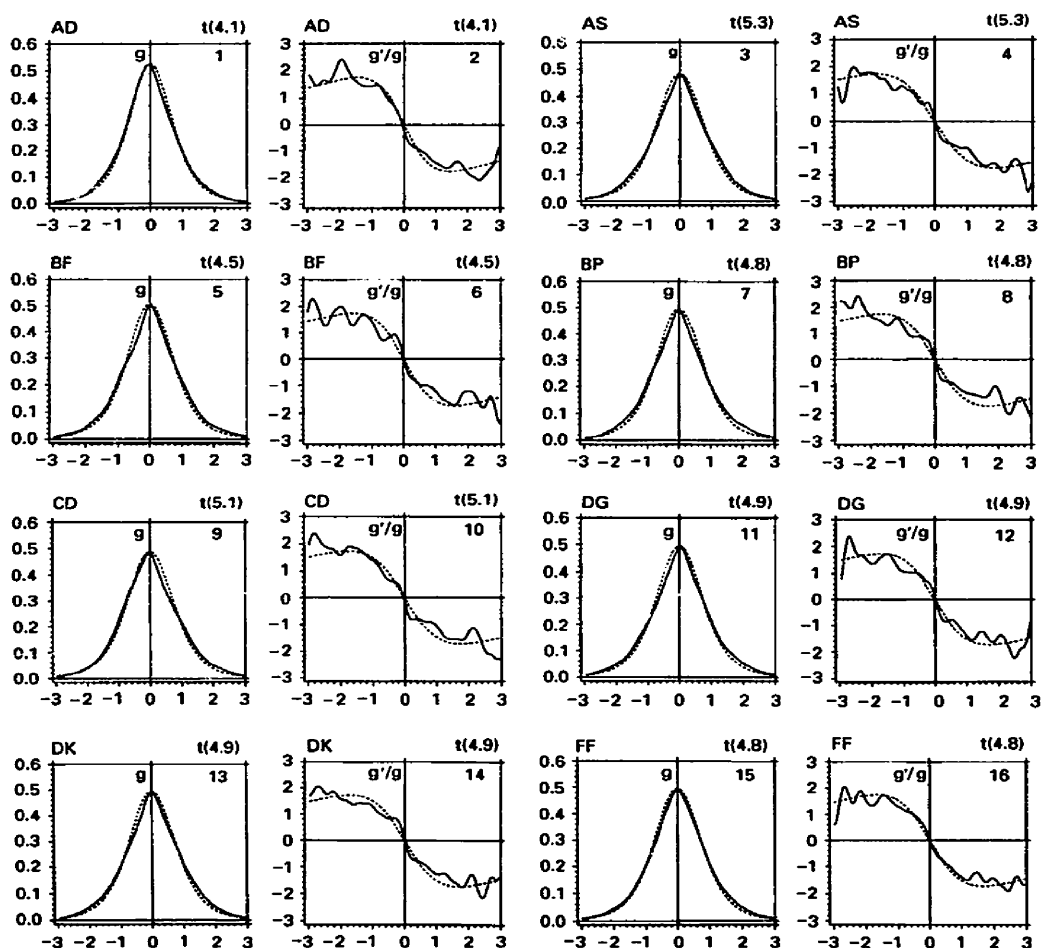 AD t(4.1) AD t(4.1) AS t(5.3) AS t(5.3)
0.6 g 1 3 g'/g 2 0.6 g 3 3 g'/g 4
0.5 2 0.5 2
0.4 1 0.4 1
0.3 0 0.3 0
0.2 −1 0.2 −1
0.1 −2 0.1 −2
0.0 −3 0.0 −3
−3 −2 −1 0 1 2 3 −3 −2 −1 0 1 2 3 −3 −2 −1 0 1 2 3 −3 −2 −1 0 1 2 3
BF t(4.5) BF t(4.5) BP t(4.8) BP t(4.8)
0.6 g 5 3 g'/g 6 0.6 g 7 3 g'/g 8
0.5 2 0.5 2
0.4 1 0.4 1
0.3 0 0.3 0
0.2 −1 0.2 −1
0.1 −2 0.1 −2
0.0 −3 0.0 −3
−3 −2 −1 0 1 2 3 −3 −2 −1 0 1 2 3 −3 −2 −1 0 1 2 3 −3 −2 −1 0 1 2 3
CD t(5.1) CD t(5.1) DG t(4.9) DG t(4.9)
0.6 g 9 3 g'/g 10 0.6 g 11 3 g'/g 12
0.5 2 0.5 2
0.4 1 0.4 1
0.3 0 0.3 0
0.2 −1 0.2 −1
0.1 −2 0.1 −2
0.0 −3 0.0 −3
−3 −2 −1 0 1 2 3 −3 −2 −1 0 1 2 3 −3 −2 −1 0 1 2 3 −3 −2 −1 0 1 2 3
DK t(4.9) DK t(4.9) FF t(4.8) FF t(4.8)
0.6 g 13 3 g'/g 14 0.6 g 15 3 g'/g 16
0.5 2 0.5 2
0.4 1 0.4 1
0.3 0 0.3 0
0.2 −1 0.2 −1
0.1 −2 0.1 −2
0.0 −3 0.0 −3
−3 −2 −1 0 1 2 3 −3 −2 −1 0 1 2 3 −3 −2 −1 0 1 2 3 −3 −2 −1 0 1 2 3